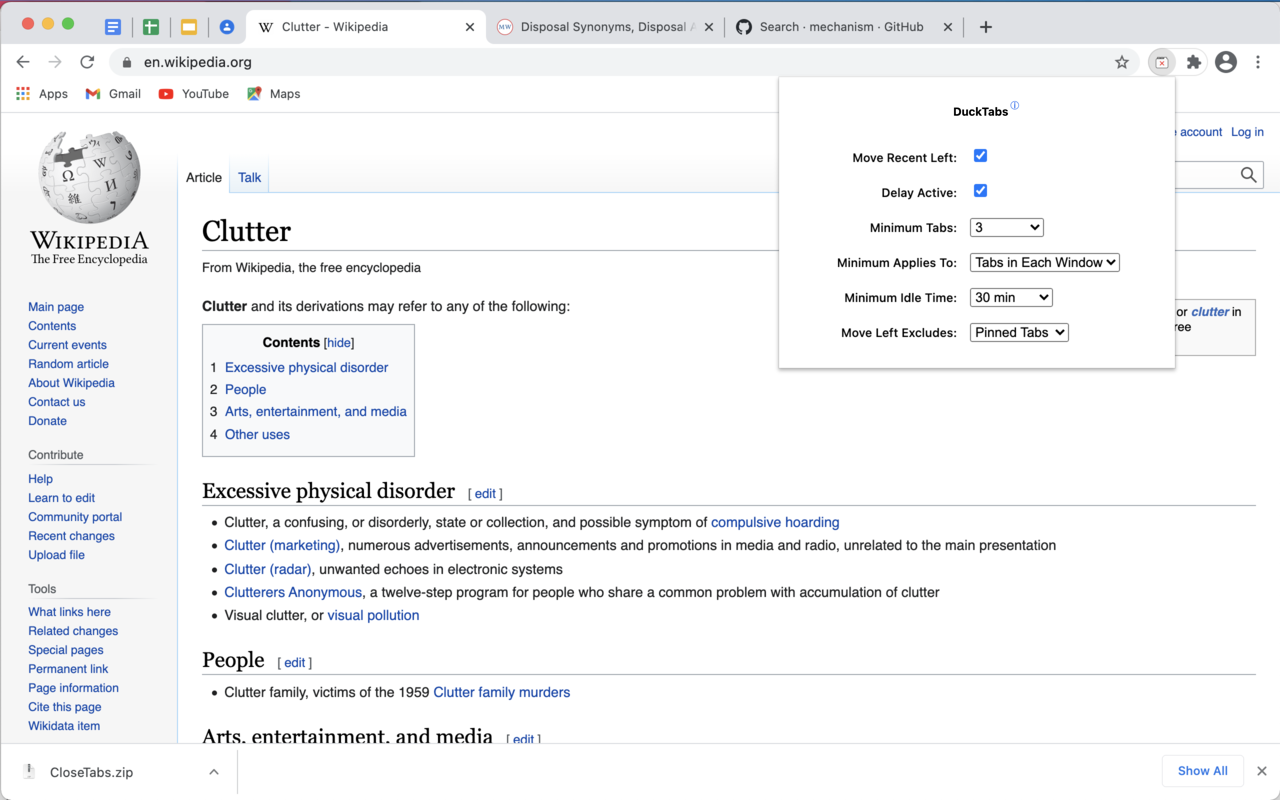 Clutter - Wikipedia
MW
Disposal Synonyms, Disposal
Search · mechanism · GitHub
en.wikipedia.org
Apps
Gmail
YouTube
Maps
DuckTabs
Move Recent Left:
Delay Active:
Minimum Tabs: 3
Minimum Applies To: Tabs in Each Window
Minimum Idle Time: 30 min
Move Left Excludes: Pinned Tabs
account Log in
WIKIPEDIA
The Free Encyclopedia
Article
Talk
Main page
Contents
Current events
Random article
About Wikipedia
Contact us
Donate
Contribute
Help
Learn to edit
Community portal
Recent changes
Upload file
Tools
What links here
Related changes
Special pages
Permanent link
Page information
Cite this page
Wikidata item
Clutter
From Wikipedia, the free encyclopedia
Clutter and its derivations may refer to any of the following:
or clutter in
Contents [hide]
1 Excessive physical disorder
2 People
3 Arts, entertainment, and media
4 Other uses
Excessive physical disorder [ edit ]
• Clutter, a confusing, or disorderly, state or collection, and possible symptom of compulsive hoarding
• Clutter (marketing), numerous advertisements, announcements and promotions in media and radio, unrelated to the main presentation
• Clutter (radar), unwanted echoes in electronic systems
• Clutterers Anonymous, a twelve-step program for people who share a common problem with accumulation of clutter
• Visual clutter, or visual pollution
People [ edit ]
• Clutter family, victims of the 1959 Clutter family murders
Arts, entertainment, and media [ edit ]
CloseTabs.zip
Show All